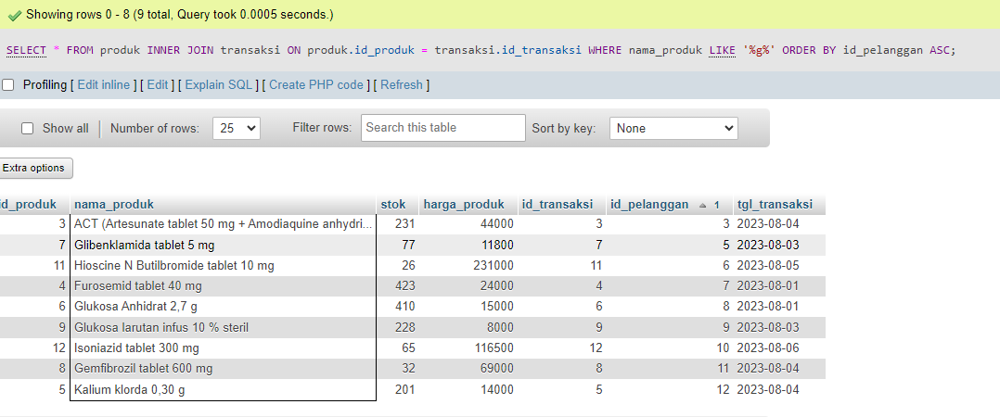 Showing rows 0 - 8 (9 total, Query took 0.0005 seconds.)
SELECT * FROM produk INNER JOIN transaksi ON produk.id_produk = transaksi.id_transaksi WHERE nama_produk LIKE '%g%' ORDER BY id_pelanggan ASC;
Profiling [ Edit inline ] [ Edit ] [ Explain SQL ] [ Create PHP code ] [ Refresh ]
Show all Number of rows: 25 Filter rows: Search this table Sort by key: None
Extra options
id_produk nama_produk stok harga_produk id_transaksi id_pelanggan 1 tgl_transaksi
3 ACT (Artesunate tablet 50 mg + Amodiaquine anhydri... 231 44000 3 3 2023-08-04
7 Glibenklamida tablet 5 mg 77 11800 7 5 2023-08-03
11 Hioscine N Butilbromide tablet 10 mg 26 231000 11 6 2023-08-05
4 Furosemid tablet 40 mg 423 24000 4 7 2023-08-01
6 Glukosa Anhidrat 2,7 g 410 15000 6 8 2023-08-01
9 Glukosa larutan infus 10 % steril 228 8000 9 9 2023-08-03
12 Isoniazid tablet 300 mg 65 116500 12 10 2023-08-06
8 Gemfibrozil tablet 600 mg 32 69000 8 11 2023-08-04
5 Kalium klorda 0,30 g 201 14000 5 12 2023-08-04